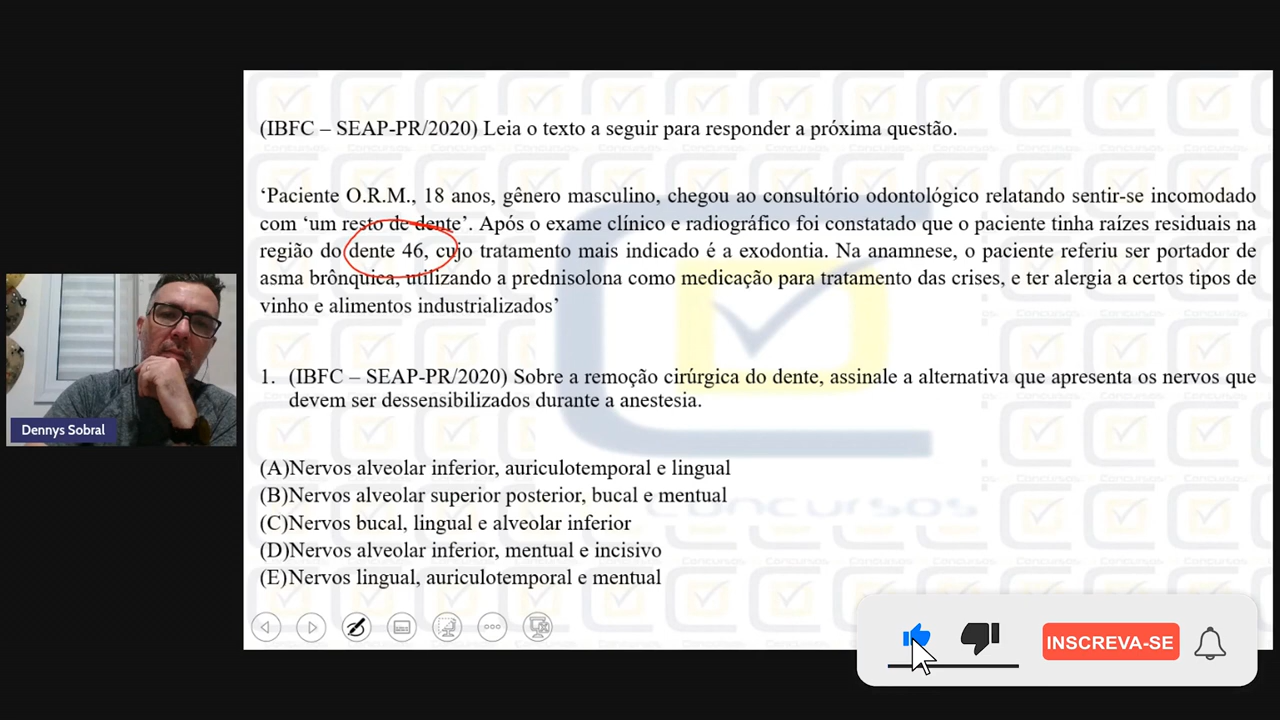 (IBFC – SEAP-PR/2020) Leia o texto a seguir para responder a próxima questão.
‘Paciente O.R.M., 18 anos, gênero masculino, chegou ao consultório odontológico relatando sentir-se incomodado
com ‘um resto de dente’. Após o exame clínico e radiográfico foi constatado que o paciente tinha raízes residuais na
região do dente 46, cujo tratamento mais indicado é a exodontia. Na anamnese, o paciente referiu ser portador de
asma brônquica, utilizando a prednisolona como medicação para tratamento das crises, e ter alergia a certos tipos de
vinho e alimentos industrializados’
1. (IBFC – SEAP-PR/2020) Sobre a remoção cirúrgica do dente, assinale a alternativa que apresenta os nervos que
devem ser dessensibilizados durante a anestesia.
(A)Nervos alveolar inferior, auriculotemporal e lingual
(B)Nervos alveolar superior posterior, bucal e mentual
(C)Nervos bucal, lingual e alveolar inferior
(D)Nervos alveolar inferior, mentual e incisivo
(E)Nervos lingual, auriculotemporal e mentual
concursos
Dennys Sobral
INSCREVA-SE